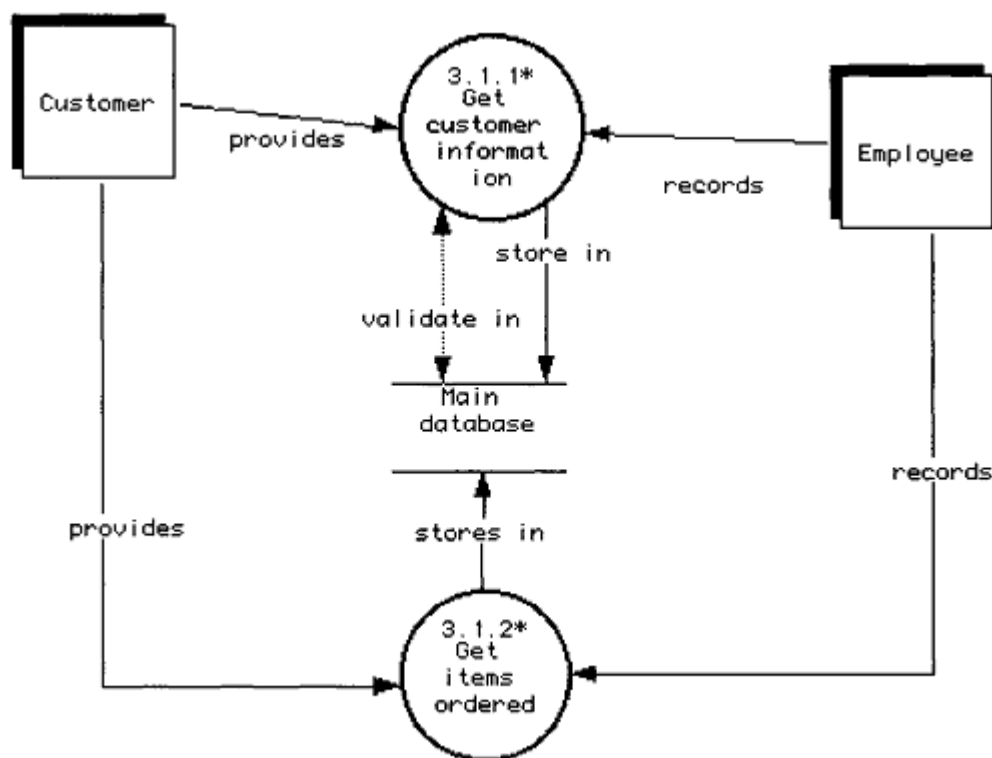 Customer
provides
3.1.1*
Get
customer
informat
ion
records
Employee
store in
validate in
Main
database
records
provides
stores in
3.1.2*
Get
items
ordered